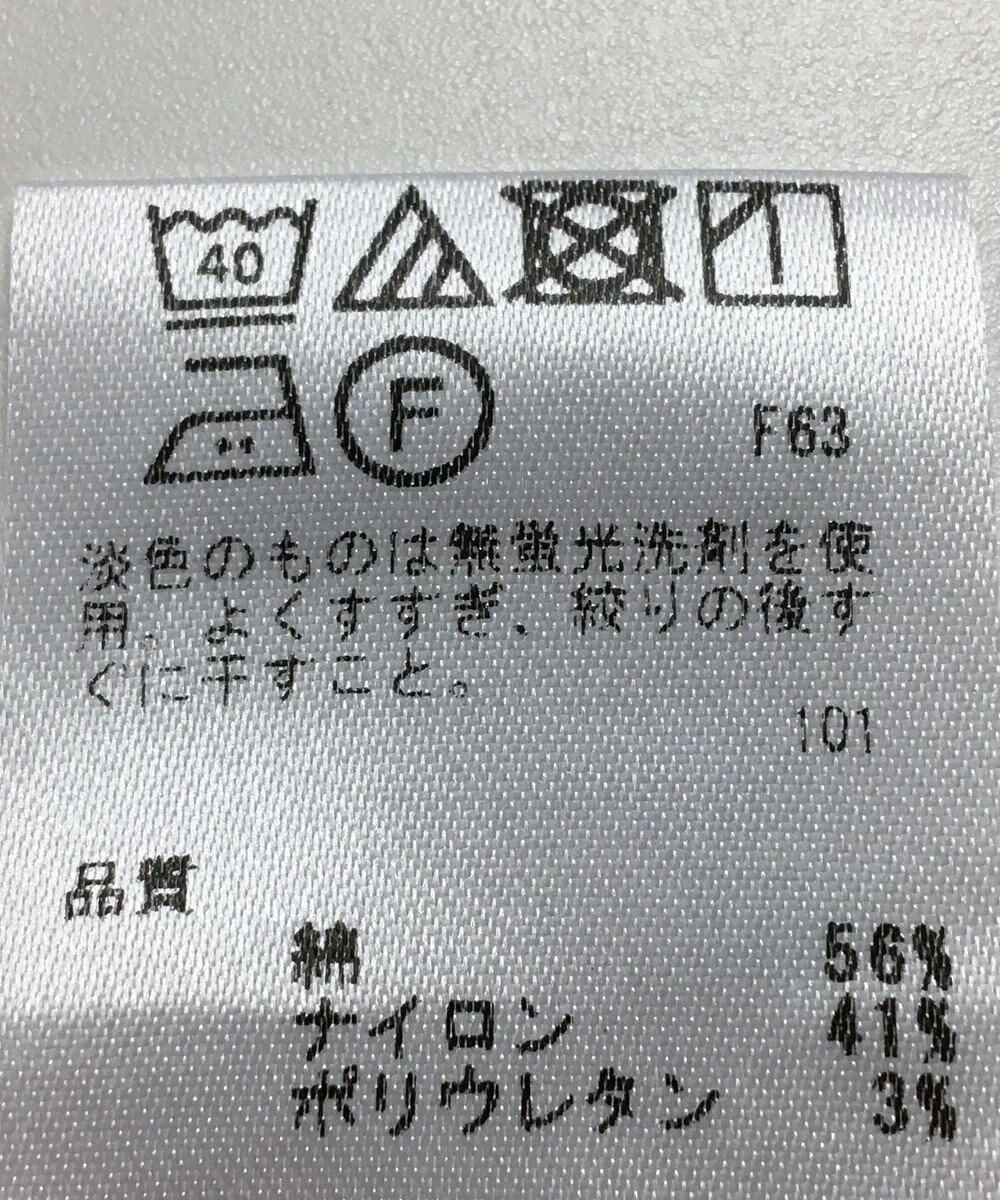 40
F
F63
淡色のものは無蛍光洗剤を使
用。よくすすぎ、絞りの後す
ぐに干すこと。
101
品質
綿 56%
ナイロン 41%
ポリウレタン 3%